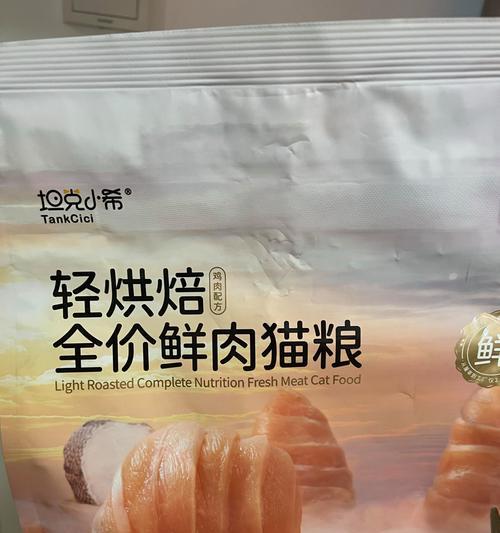 坦克小希®
TankCici
轻烘焙
鸡肉配方
全价鲜肉猫粮
Light Roasted Complete Nutrition Fresh Meat Cat Food
鲜